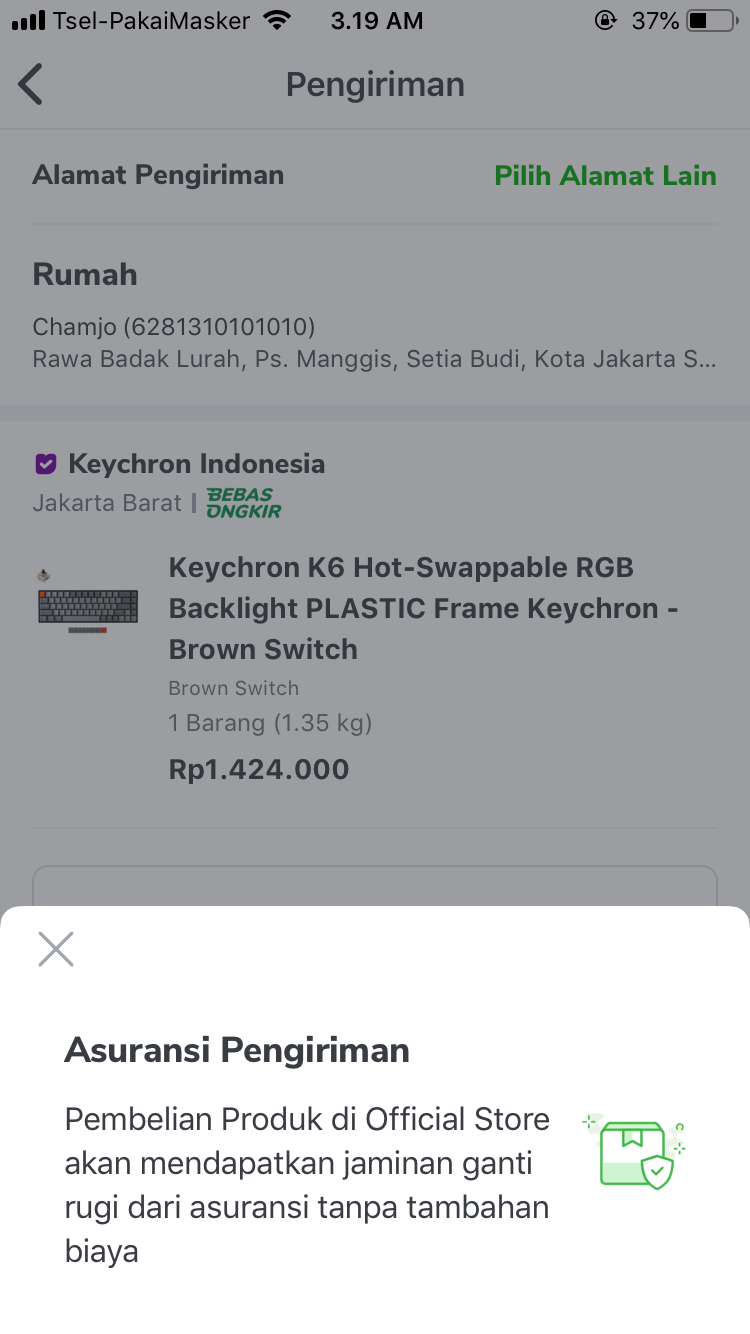 Tsel-PakaiMasker 3.19 AM 37%
Pengiriman
Alamat Pengiriman Pilih Alamat Lain
Rumah
Chamjo (6281310101010)
Rawa Badak Lurah, Ps. Manggis, Setia Budi, Kota Jakarta S...
Keychron Indonesia
Jakarta Barat | BEBAS
ONGKIR
Keychron K6 Hot-Swappable RGB
Backlight PLASTIC Frame Keychron -
Brown Switch
Brown Switch
1 Barang (1.35 kg)
Rp1.424.000
Asuransi Pengiriman
Pembelian Produk di Official Store
akan mendapatkan jaminan ganti
rugi dari asuransi tanpa tambahan
biaya